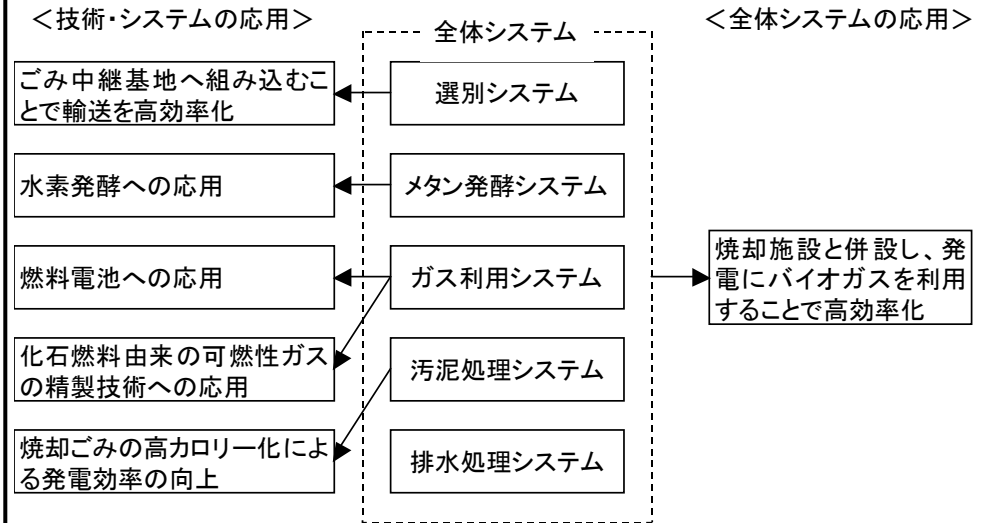 ＜技術・システムの応用＞
全体システム
＜全体システムの応用＞
ごみ中継基地へ組み込むこ
とで輸送を高効率化
選別システム
水素発酵への応用
メタン発酵システム
燃料電池への応用
ガス利用システム
焼却施設と併設し、発
電にバイオガスを利用
することで高効率化
化石燃料由来の可燃性ガス
の精製技術への応用
汚泥処理システム
焼却ごみの高カロリー化によ
る発電効率の向上
排水処理システム